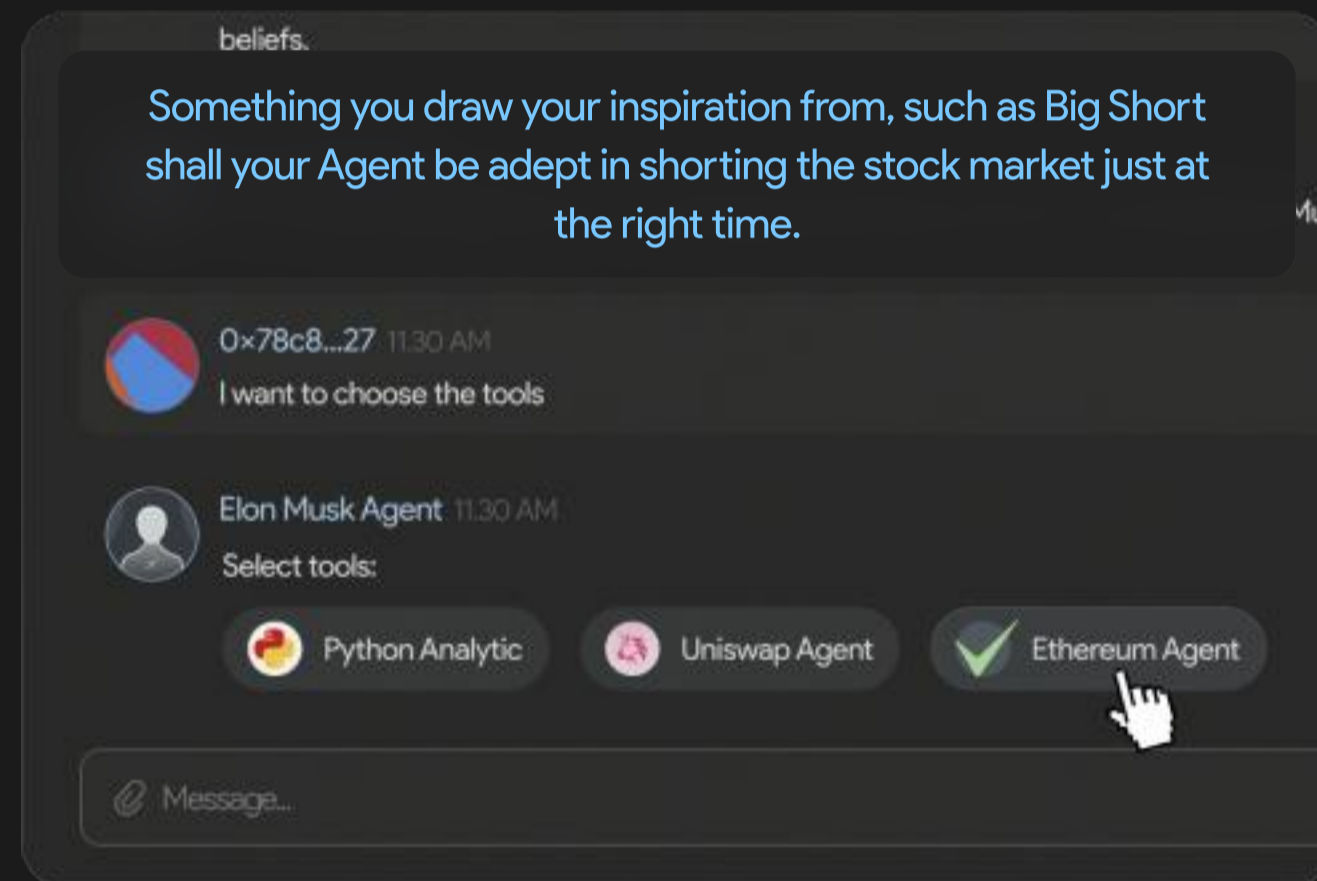 beliefs.
Something you draw your inspiration from, such as Big Short
shall your Agent be adept in shorting the stock market just at
the right time.
0x78c8...27 11.30 AM
I want to choose the tools
Elon Musk Agent 11.30 AM
Select tools:
Python Analytic
Uniswap Agent
Ethereum Agent
Message...